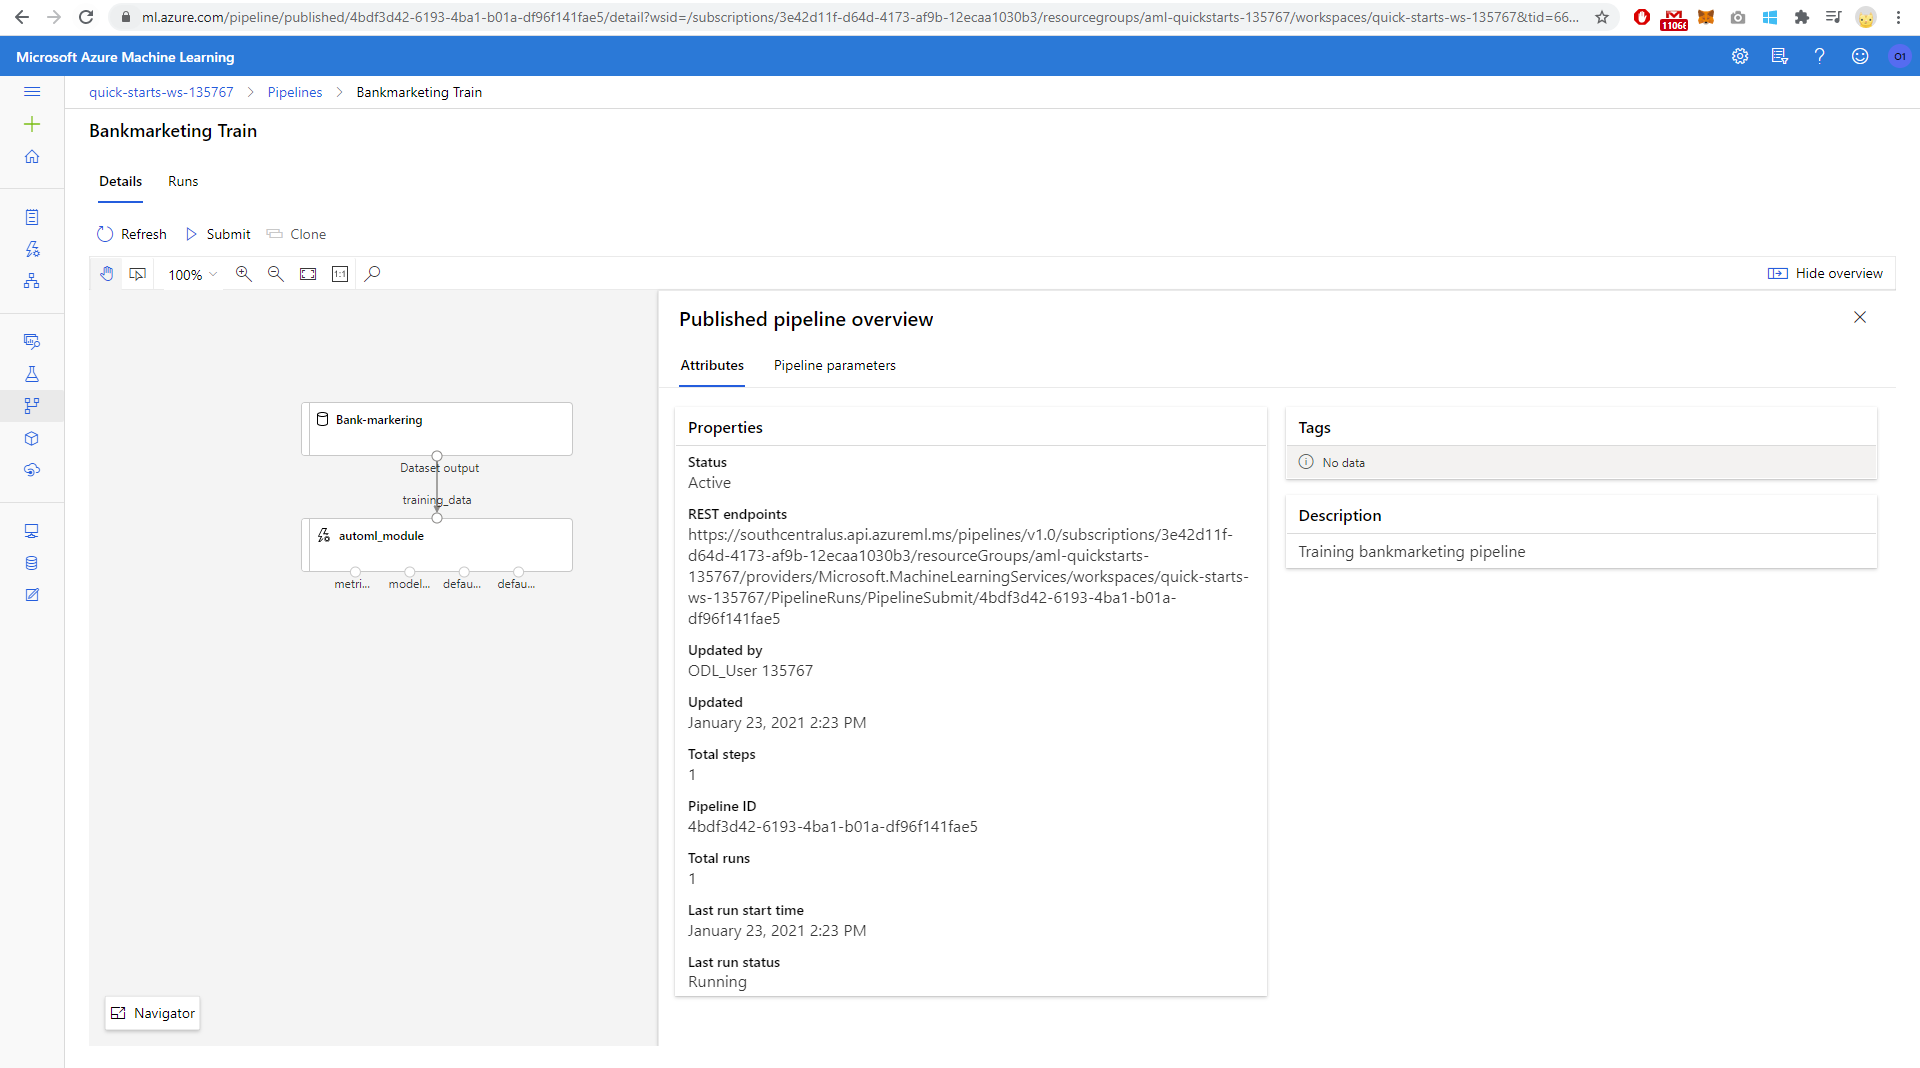 ml.azure.com/pipeline/published/4bdf3d42-6193-4ba1-b01a-df96f141fae5/detail?wsid=/subscriptions/3e42d11f-d64d-4173-af9b-12ecaa1030b3/resourcegroups/aml-quickstarts-135767/workspaces/quick-starts-ws-135767&tid=66...
11066
Microsoft Azure Machine Learning
O1
quick-starts-ws-135767 > Pipelines > Bankmarketing Train
Bankmarketing Train
Details Runs
Refresh Submit Clone
100% 1:1 Hide overview
Bank-markering
Dataset output
training_data
automl_module
metri... model... defau... defau...
Navigator
Published pipeline overview
Attributes Pipeline parameters
Properties
Status
Active
REST endpoints
https://southcentralus.api.azureml.ms/pipelines/v1.0/subscriptions/3e42d11f-
d64d-4173-af9b-12ecaa1030b3/resourceGroups/aml-quickstarts-
135767/providers/Microsoft.MachineLearningServices/workspaces/quick-starts-
ws-135767/PipelineRuns/PipelineSubmit/4bdf3d42-6193-4ba1-b01a-
df96f141fae5
Updated by
ODL_User 135767
Updated
January 23, 2021 2:23 PM
Total steps
1
Pipeline ID
4bdf3d42-6193-4ba1-b01a-df96f141fae5
Total runs
1
Last run start time
January 23, 2021 2:23 PM
Last run status
Running
Tags
No data
Description
Training bankmarketing pipeline